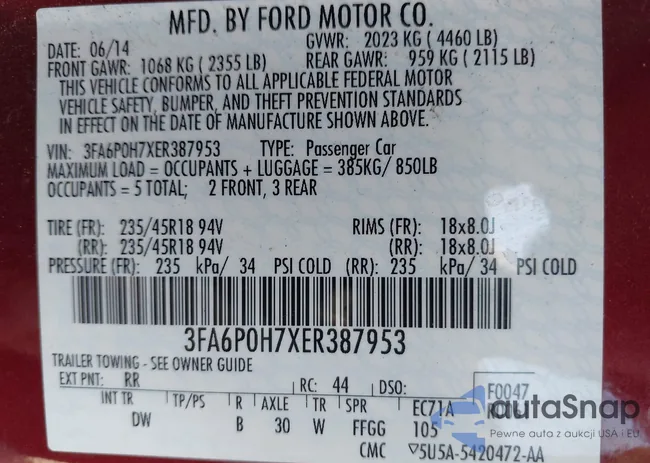 MFD. BY FORD MOTOR CO.
DATE: 06/14 GVWR: 2023 KG ( 4460 LB)
FRONT GAWR: 1068 KG ( 2355 LB) REAR GAWR: 959 KG ( 2115 LB)
THIS VEHICLE CONFORMS TO ALL APPLICABLE FEDERAL MOTOR
VEHICLE SAFETY, BUMPER, AND THEFT PREVENTION STANDARDS
IN EFFECT ON THE DATE OF MANUFACTURE SHOWN ABOVE.
VIN: 3FA6P0H7XER387953 TYPE: Passenger Car
MAXIMUM LOAD = OCCUPANTS + LUGGAGE = 385KG/ 850LB
OCCUPANTS = 5 TOTAL; 2 FRONT, 3 REAR
TIRE (FR): 235/45R18 94V RIMS (FR): 18x8.0J
(RR): 235/45R18 94V (RR): 18x8.0J
PRESSURE (FR): 235 kPa/ 34 PSI COLD (RR): 235 kPa/ 34 PSI COLD
3FA6P0H7XER387953
TRAILER TOWING - SEE OWNER GUIDE
EXT PNT: RR RC: 44 DSO: F0047
INT TR TP/PS R AXLE TR SPR EC71A
DW B 30 W FFGG 105
CMC ▽5U5A-5420472-AA
autaSnap
Pewne auta z aukcji USA i EU